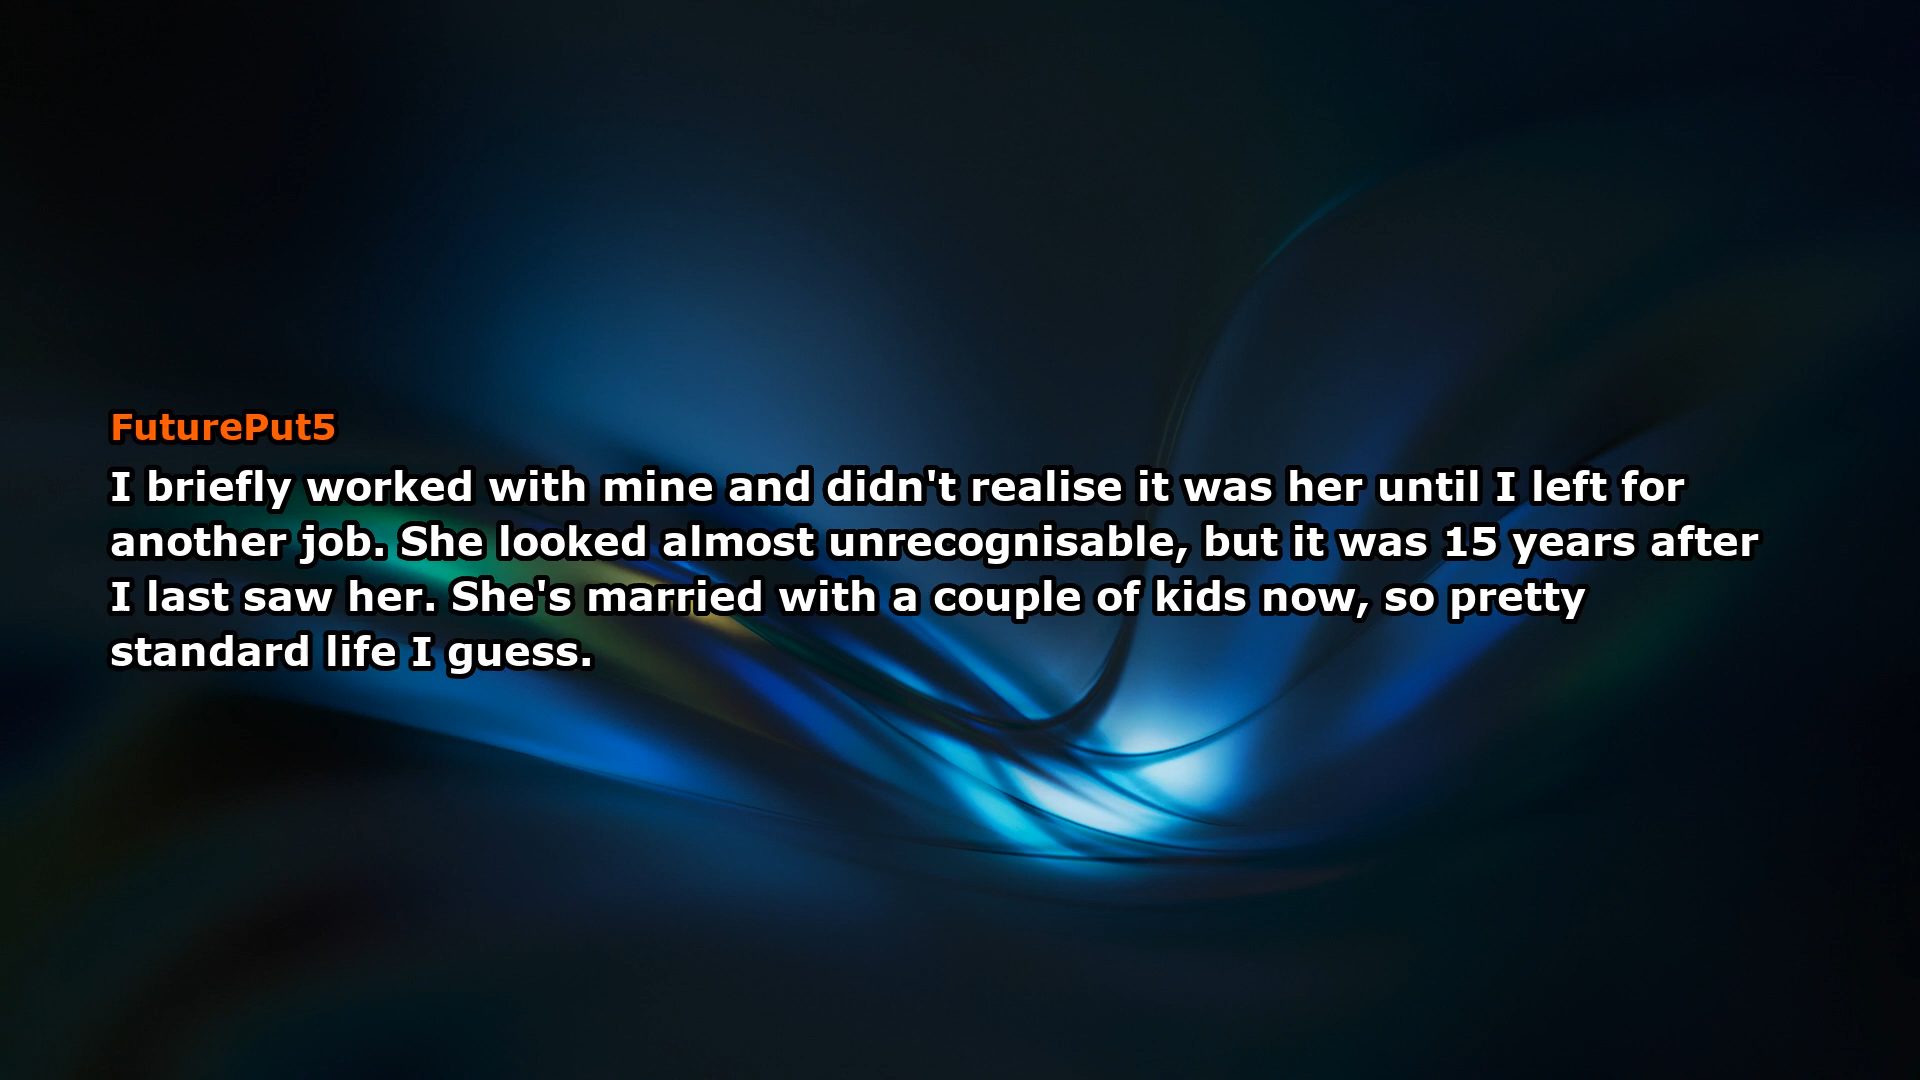 FuturePut5
I briefly worked with mine and didn't realise it was her until I left for
another job. She looked almost unrecognisable, but it was 15 years after
I last saw her. She's married with a couple of kids now, so pretty
standard life I guess.